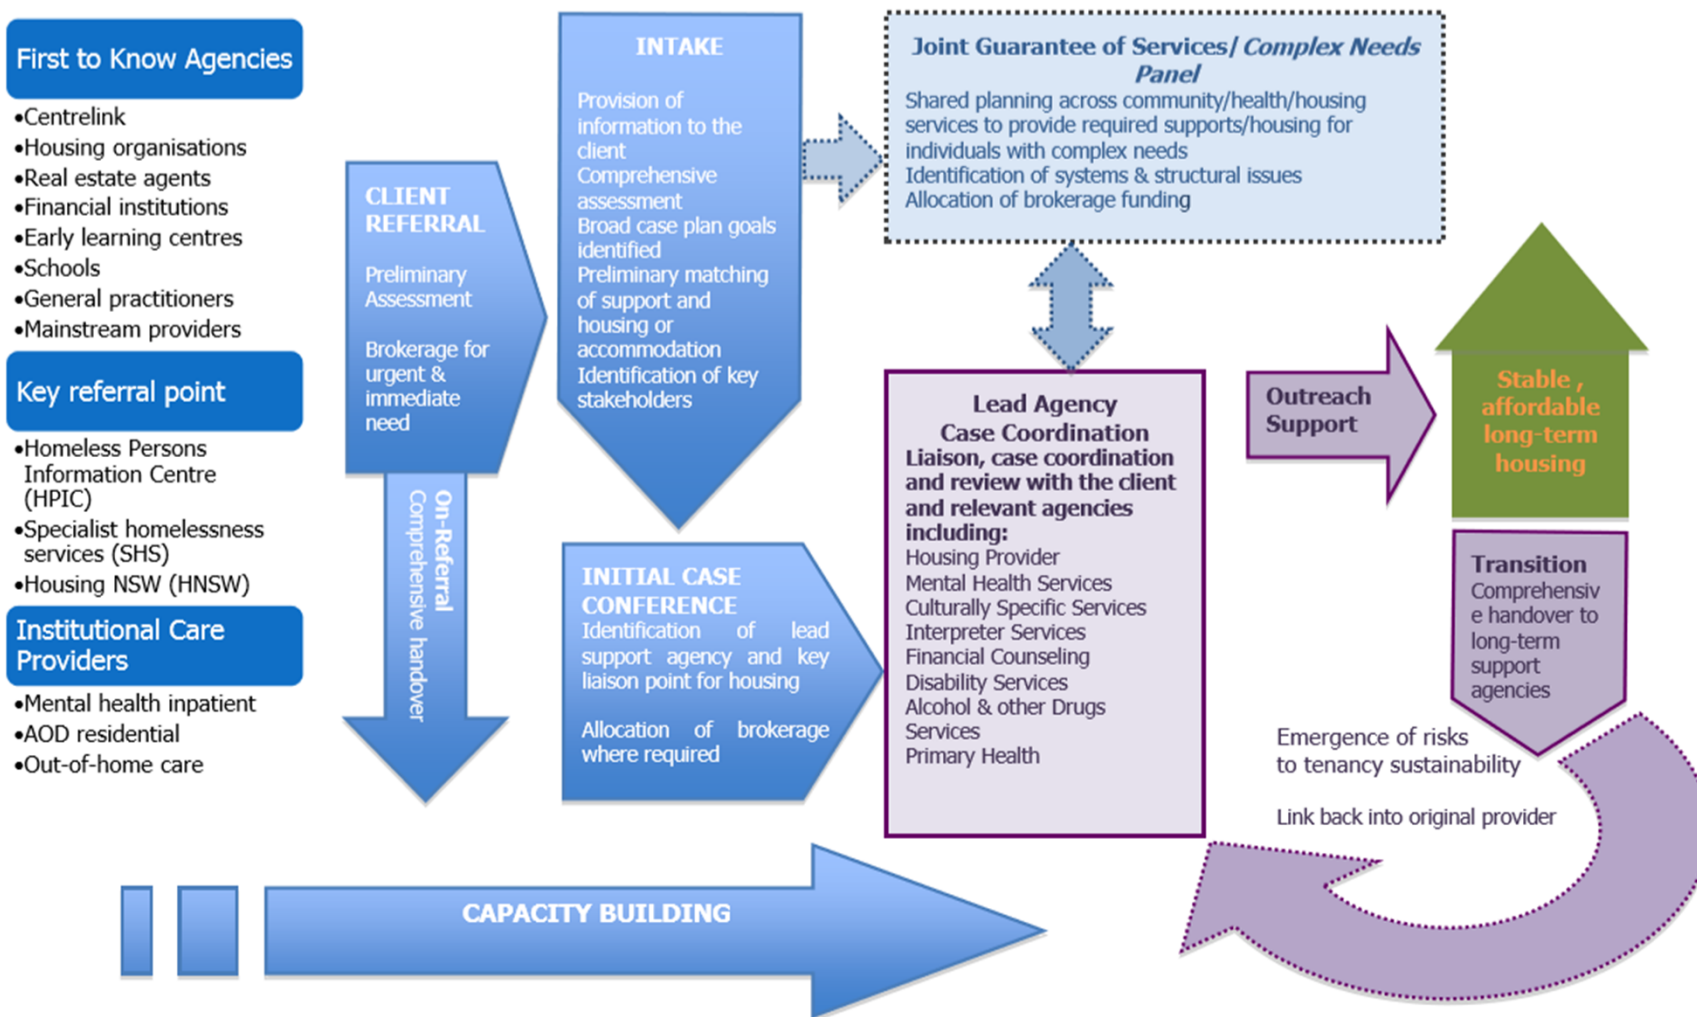 First to Know Agencies
•Centrelink
•Housing organisations
•Real estate agents
•Financial institutions
•Early learning centres
•Schools
•General practitioners
•Mainstream providers
Key referral point
•Homeless Persons
Information Centre
(HPIC)
•Specialist homelessness
services (SHS)
•Housing NSW (HNSW)
Institutional Care
Providers
•Mental health inpatient
•AOD residential
•Out-of-home care
CLIENT
REFERRAL
Preliminary
Assessment
Brokerage for
urgent &
immediate
need
On-Referral
Comprehensive handover
INTAKE
Provision of
information to the
client
Comprehensive
assessment
Broad case plan goals
identified
Preliminary matching
of support and
housing or
accommodation
Identification of key
stakeholders
INITIAL CASE
CONFERENCE
Identification of lead
support agency and key
liaison point for housing
Allocation of brokerage
where required
Joint Guarantee of Services/ Complex Needs
Panel
Shared planning across community/health/housing
services to provide required supports/housing for
individuals with complex needs
Identification of systems & structural issues
Allocation of brokerage funding
Lead Agency
Case Coordination
Liaison, case coordination
and review with the client
and relevant agencies
including:
Housing Provider
Mental Health Services
Culturally Specific Services
Interpreter Services
Financial Counseling
Disability Services
Alcohol & other Drugs
Services
Primary Health
Outreach
Support
Stable ,
affordable
long-term
housing
Transition
Comprehensiv
e handover to
long-term
support
agencies
Emergence of risks
to tenancy sustainability
Link back into original provider
CAPACITY BUILDING